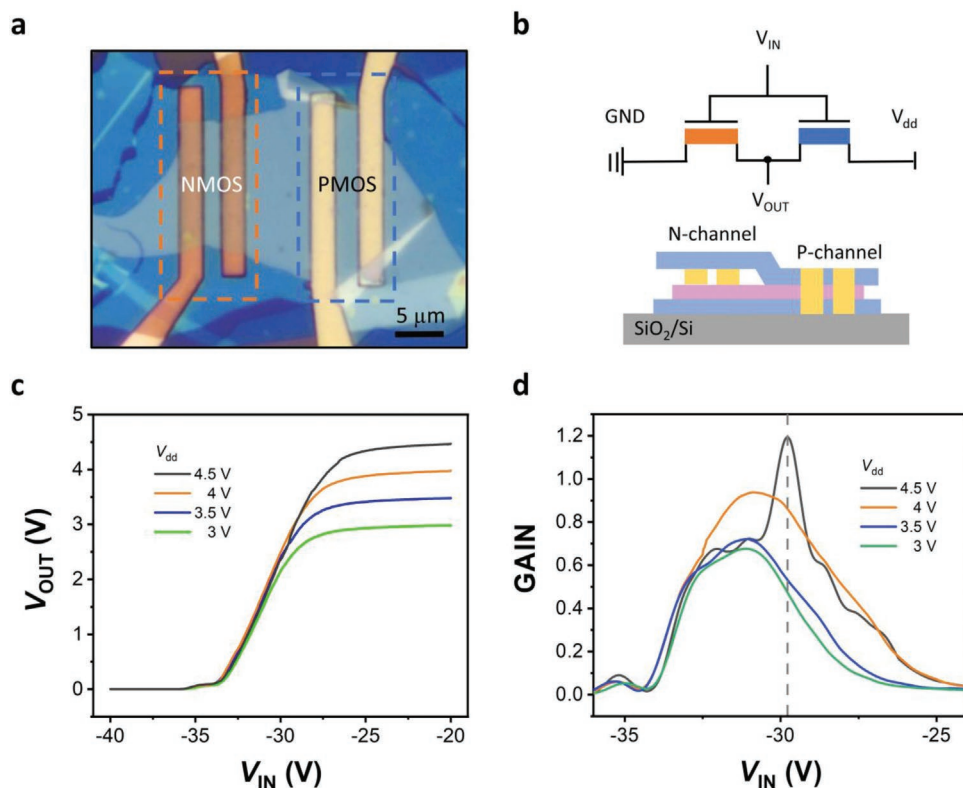 a
NMOS
PMOS
5 μm
b
V_IN
GND
V_dd
V_OUT
N-channel
P-channel
SiO₂/Si
c
V_OUT (V)
5
4
3
2
1
0
V_dd
4.5 V
4 V
3.5 V
3 V
-40
-35
-30
-25
-20
V_IN (V)
d
GAIN
1.2
1.0
0.8
0.6
0.4
0.2
0.0
V_dd
4.5 V
4 V
3.5 V
3 V
-35
-30
-25
V_IN (V)